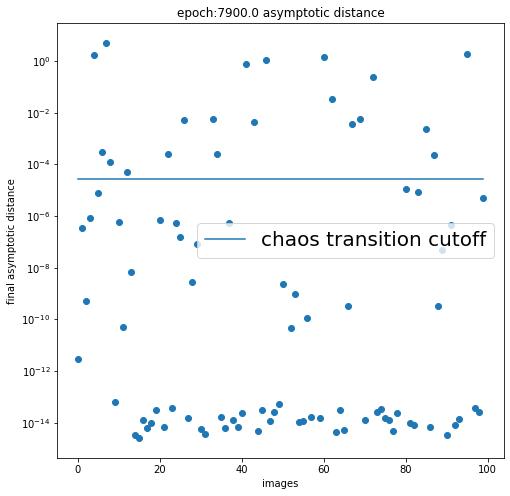 epoch:7900.0 asymptotic distance
final asymptotic distance
10⁰
10⁻²
10⁻⁴
10⁻⁶
10⁻⁸
10⁻¹⁰
10⁻¹²
10⁻¹⁴
chaos transition cutoff
0 20 40 60 80 100
images